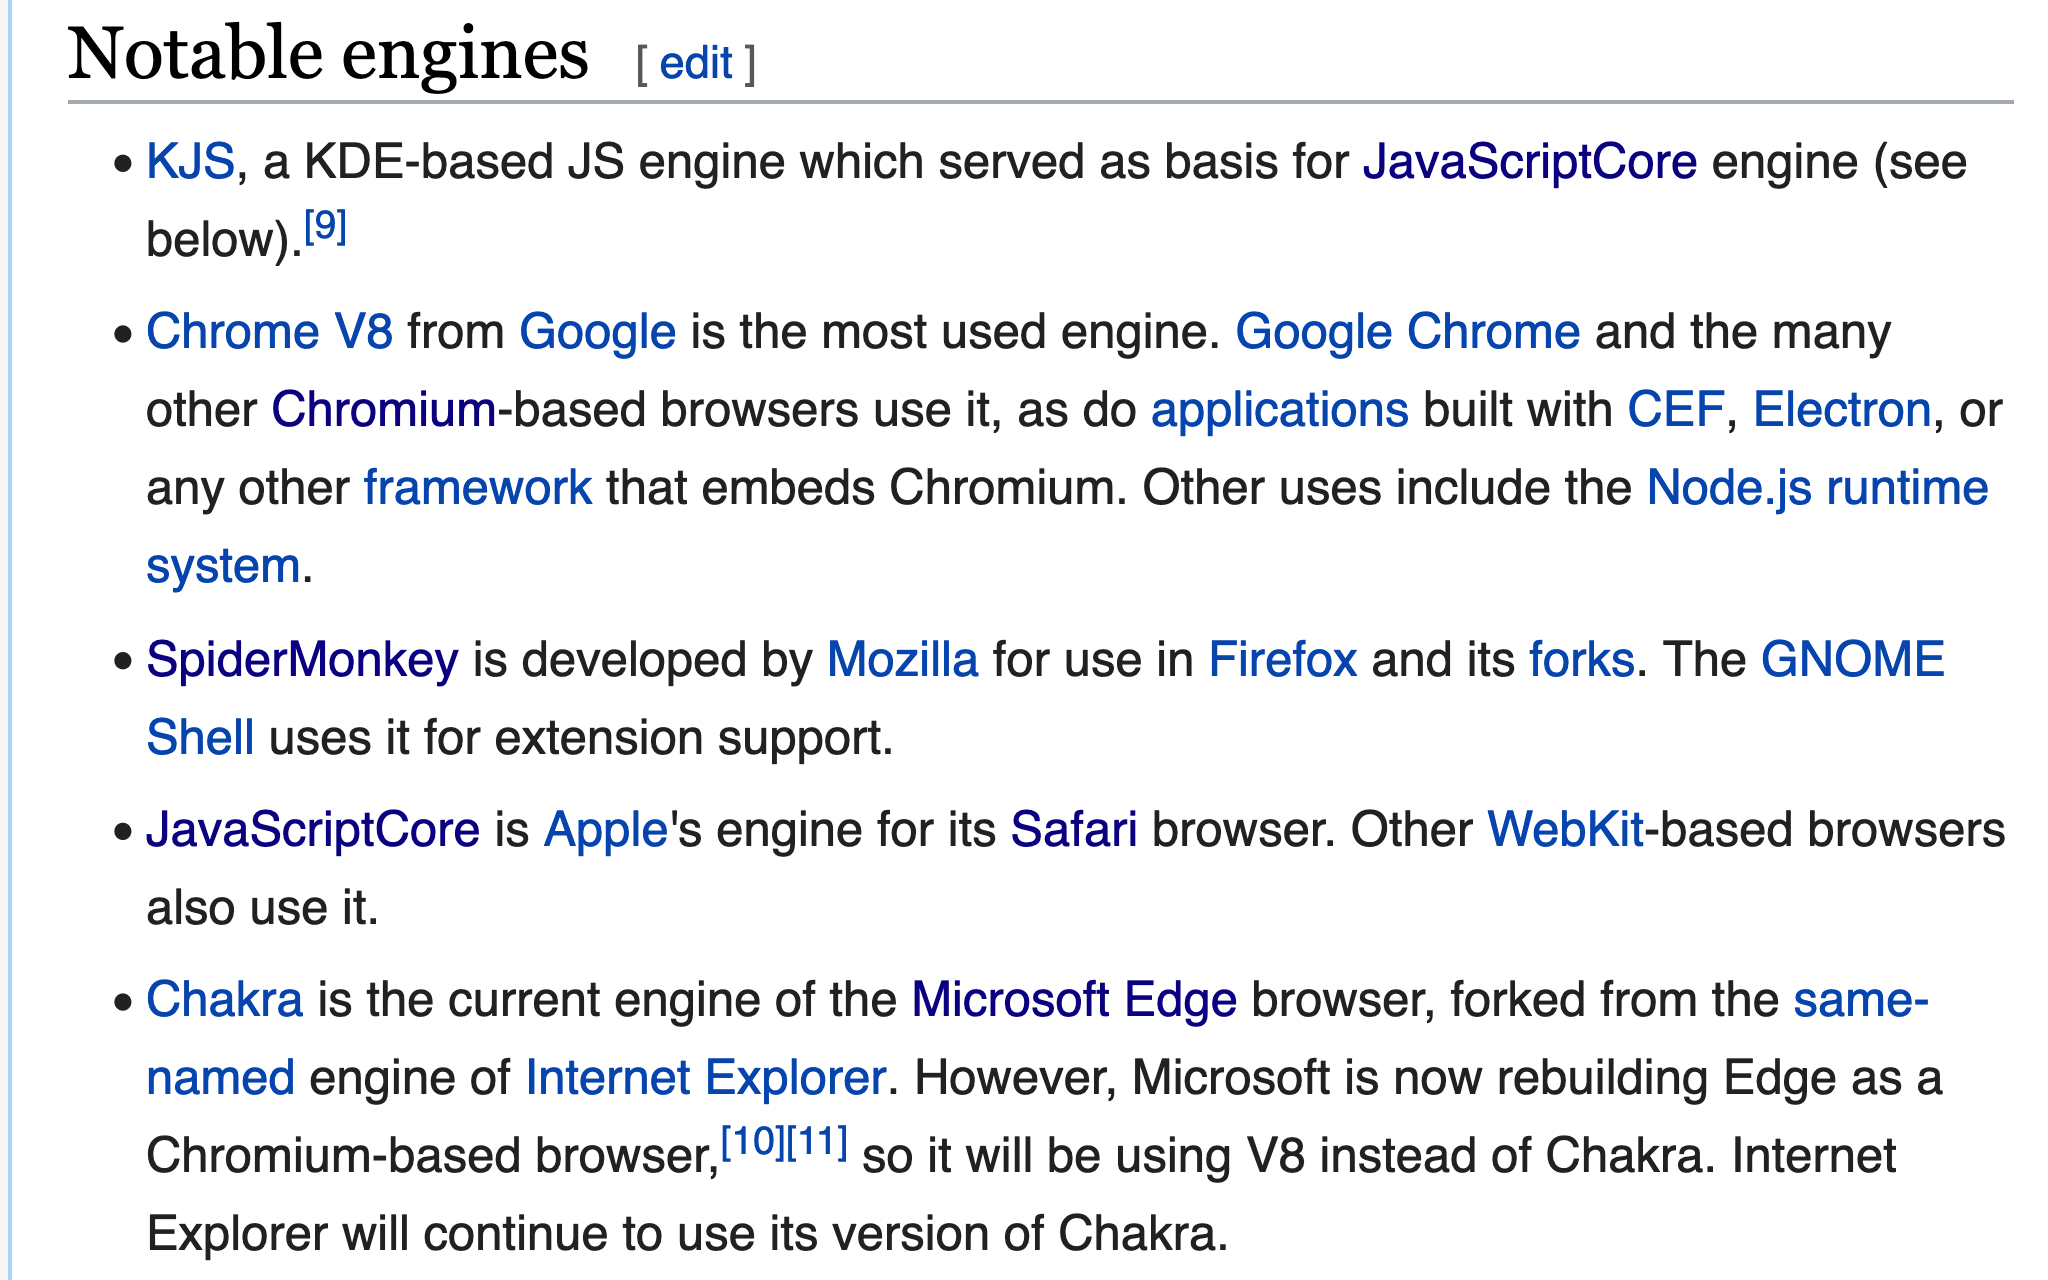 Notable engines [ edit ]
• KJS, a KDE-based JS engine which served as basis for JavaScriptCore engine (see
below).[9]
• Chrome V8 from Google is the most used engine. Google Chrome and the many
other Chromium-based browsers use it, as do applications built with CEF, Electron, or
any other framework that embeds Chromium. Other uses include the Node.js runtime
system.
• SpiderMonkey is developed by Mozilla for use in Firefox and its forks. The GNOME
Shell uses it for extension support.
• JavaScriptCore is Apple's engine for its Safari browser. Other WebKit-based browsers
also use it.
• Chakra is the current engine of the Microsoft Edge browser, forked from the same-
named engine of Internet Explorer. However, Microsoft is now rebuilding Edge as a
Chromium-based browser,[10][11] so it will be using V8 instead of Chakra. Internet
Explorer will continue to use its version of Chakra.